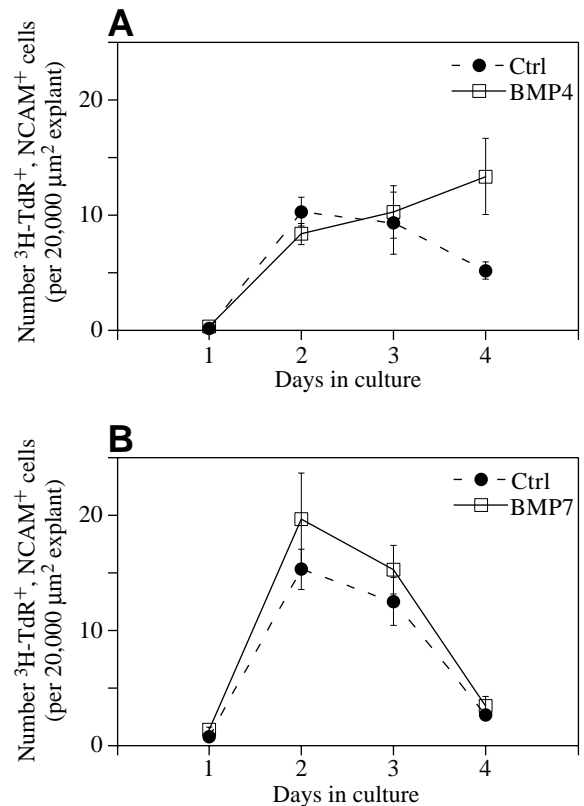 A
Number ³H-TdR⁺, NCAM⁺ cells
(per 20,000 µm² explant)
20
10
0
Ctrl
BMP4
1 2 3 4
Days in culture
B
Number ³H-TdR⁺, NCAM⁺ cells
(per 20,000 µm² explant)
20
10
0
Ctrl
BMP7
1 2 3 4
Days in culture